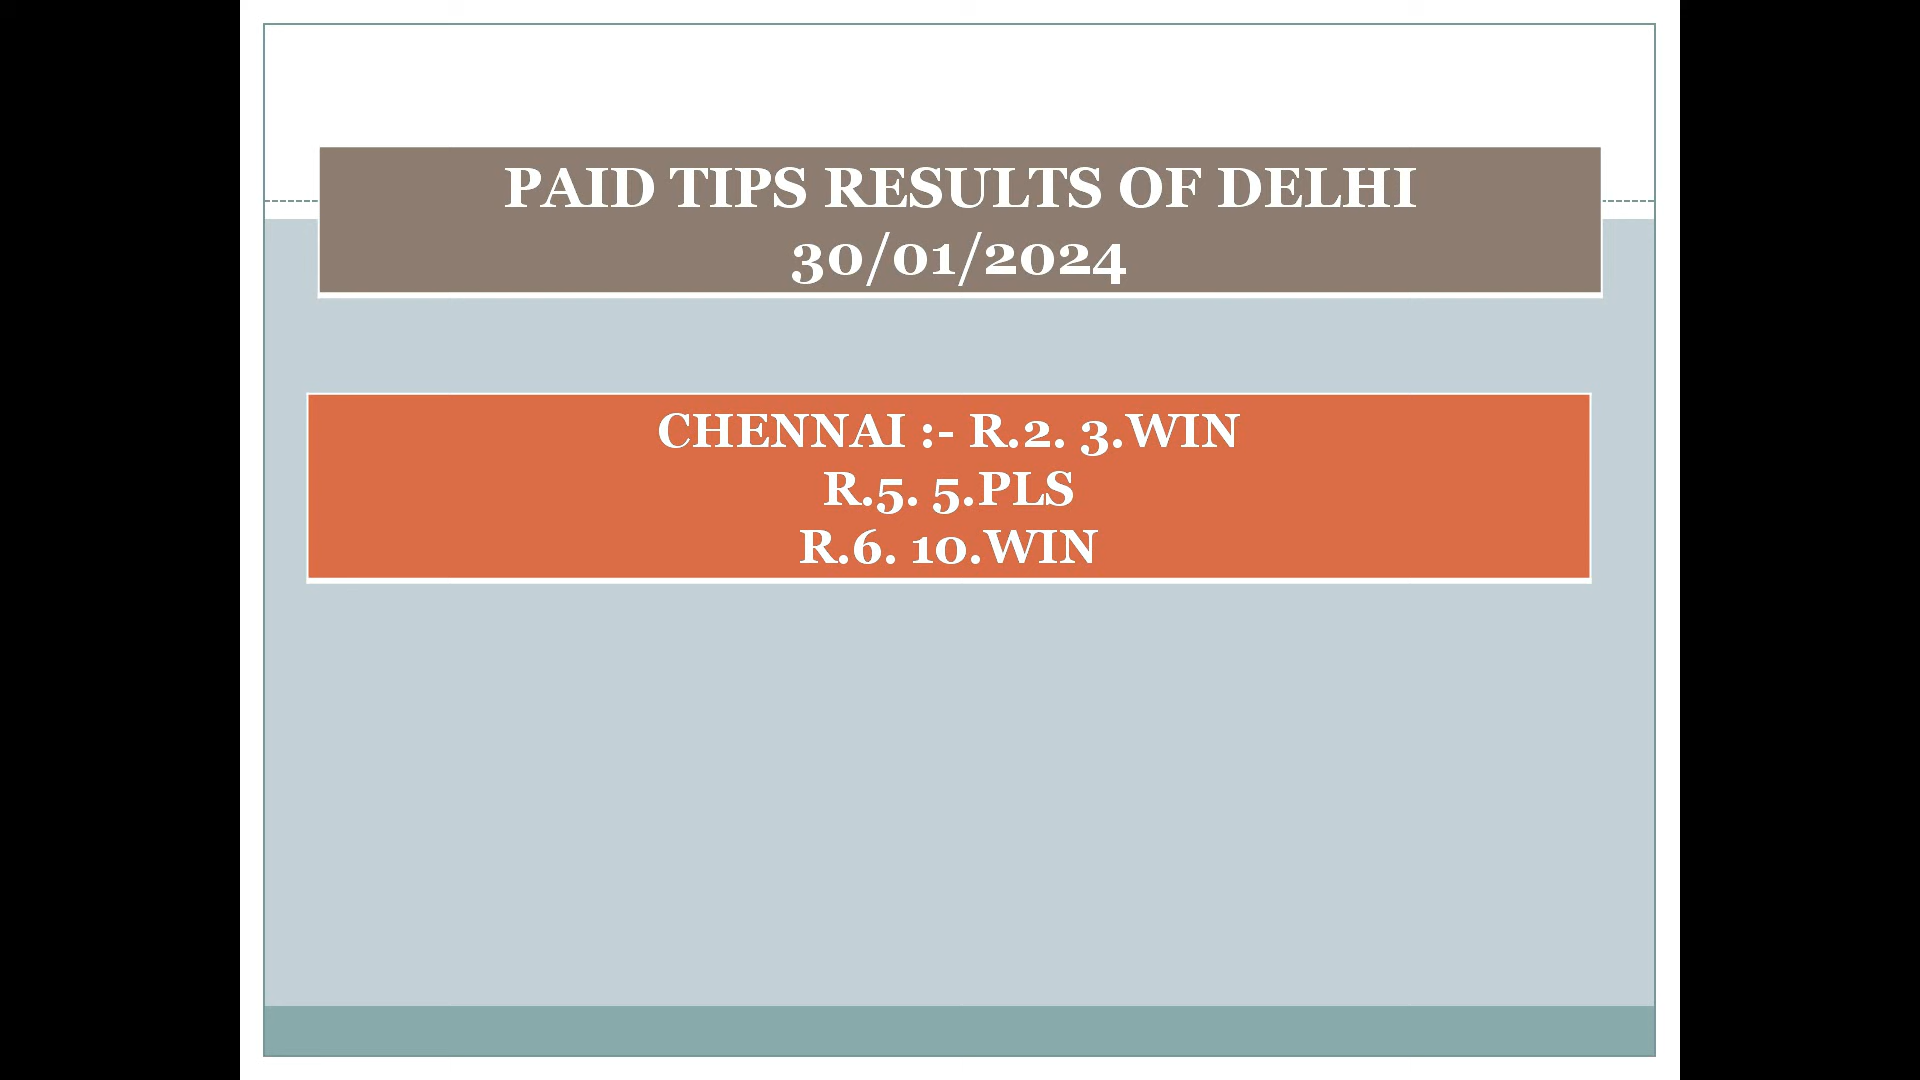 PAID TIPS RESULTS OF DELHI
30/01/2024
CHENNAI :- R.2. 3.WIN
R.5. 5.PLS
R.6. 10.WIN